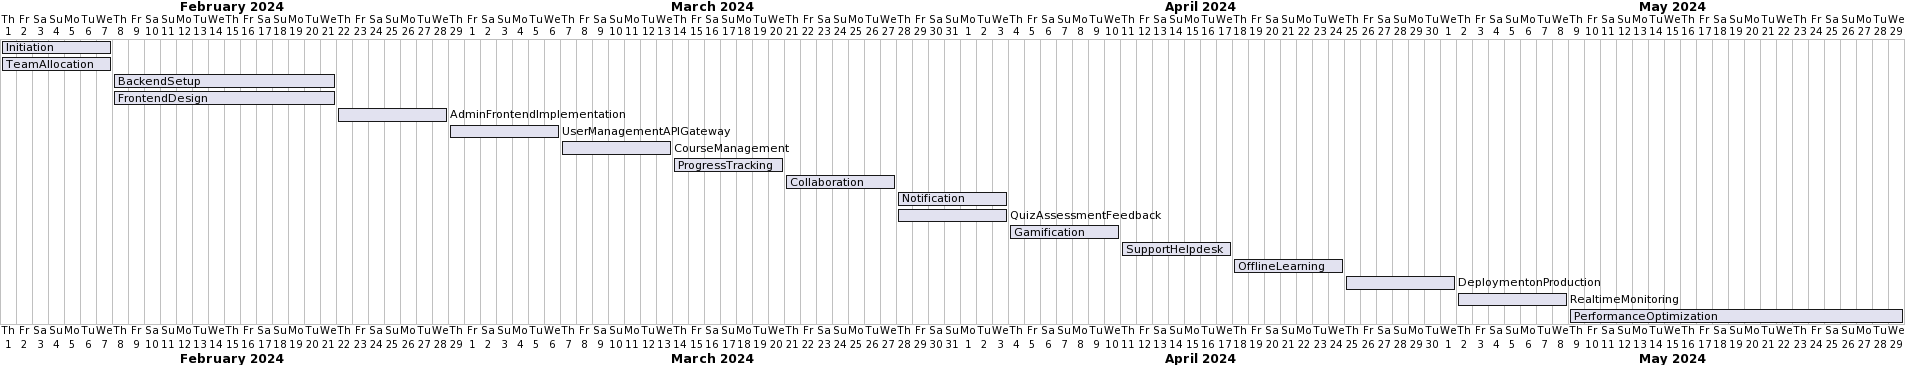 February 2024 March 2024 April 2024 May 2024
Th Fr Sa Su Mo Tu We Th Fr Sa Su Mo Tu We Th Fr Sa Su Mo Tu We Th Fr Sa Su Mo Tu We Th Fr Sa Su Mo Tu We Th Fr Sa Su Mo Tu We Th Fr Sa Su Mo Tu We Th Fr Sa Su Mo Tu We Th Fr Sa Su Mo Tu We Th Fr Sa Su Mo Tu We Th Fr Sa Su Mo Tu We Th Fr Sa Su Mo Tu We Th Fr Sa Su Mo Tu We Th Fr Sa Su Mo Tu We Th Fr Sa Su Mo Tu We Th Fr Sa Su Mo Tu We Th Fr Sa Su Mo Tu We
1 2 3 4 5 6 7 8 9 10 11 12 13 14 15 16 17 18 19 20 21 22 23 24 25 26 27 28 29 1 2 3 4 5 6 7 8 9 10 11 12 13 14 15 16 17 18 19 20 21 22 23 24 25 26 27 28 29 30 31 1 2 3 4 5 6 7 8 9 10 11 12 13 14 15 16 17 18 19 20 21 22 23 24 25 26 27 28 29 30 1 2 3 4 5 6 7 8 9 10 11 12 13 14 15 16 17 18 19 20 21 22 23 24 25 26 27 28 29
Initiation
TeamAllocation
BackendSetup
FrontendDesign
AdminFrontendImplementation
UserManagementAPIGateway
CourseManagement
ProgressTracking
Collaboration
Notification
QuizAssessmentFeedback
Gamification
SupportHelpdesk
OfflineLearning
DeploymentonProduction
RealtimeMonitoring
PerformanceOptimization
Th Fr Sa Su Mo Tu We Th Fr Sa Su Mo Tu We Th Fr Sa Su Mo Tu We Th Fr Sa Su Mo Tu We Th Fr Sa Su Mo Tu We Th Fr Sa Su Mo Tu We Th Fr Sa Su Mo Tu We Th Fr Sa Su Mo Tu We Th Fr Sa Su Mo Tu We Th Fr Sa Su Mo Tu We Th Fr Sa Su Mo Tu We Th Fr Sa Su Mo Tu We Th Fr Sa Su Mo Tu We Th Fr Sa Su Mo Tu We Th Fr Sa Su Mo Tu We Th Fr Sa Su Mo Tu We Th Fr Sa Su Mo Tu We
1 2 3 4 5 6 7 8 9 10 11 12 13 14 15 16 17 18 19 20 21 22 23 24 25 26 27 28 29 1 2 3 4 5 6 7 8 9 10 11 12 13 14 15 16 17 18 19 20 21 22 23 24 25 26 27 28 29 30 31 1 2 3 4 5 6 7 8 9 10 11 12 13 14 15 16 17 18 19 20 21 22 23 24 25 26 27 28 29 30 1 2 3 4 5 6 7 8 9 10 11 12 13 14 15 16 17 18 19 20 21 22 23 24 25 26 27 28 29
February 2024 March 2024 April 2024 May 2024